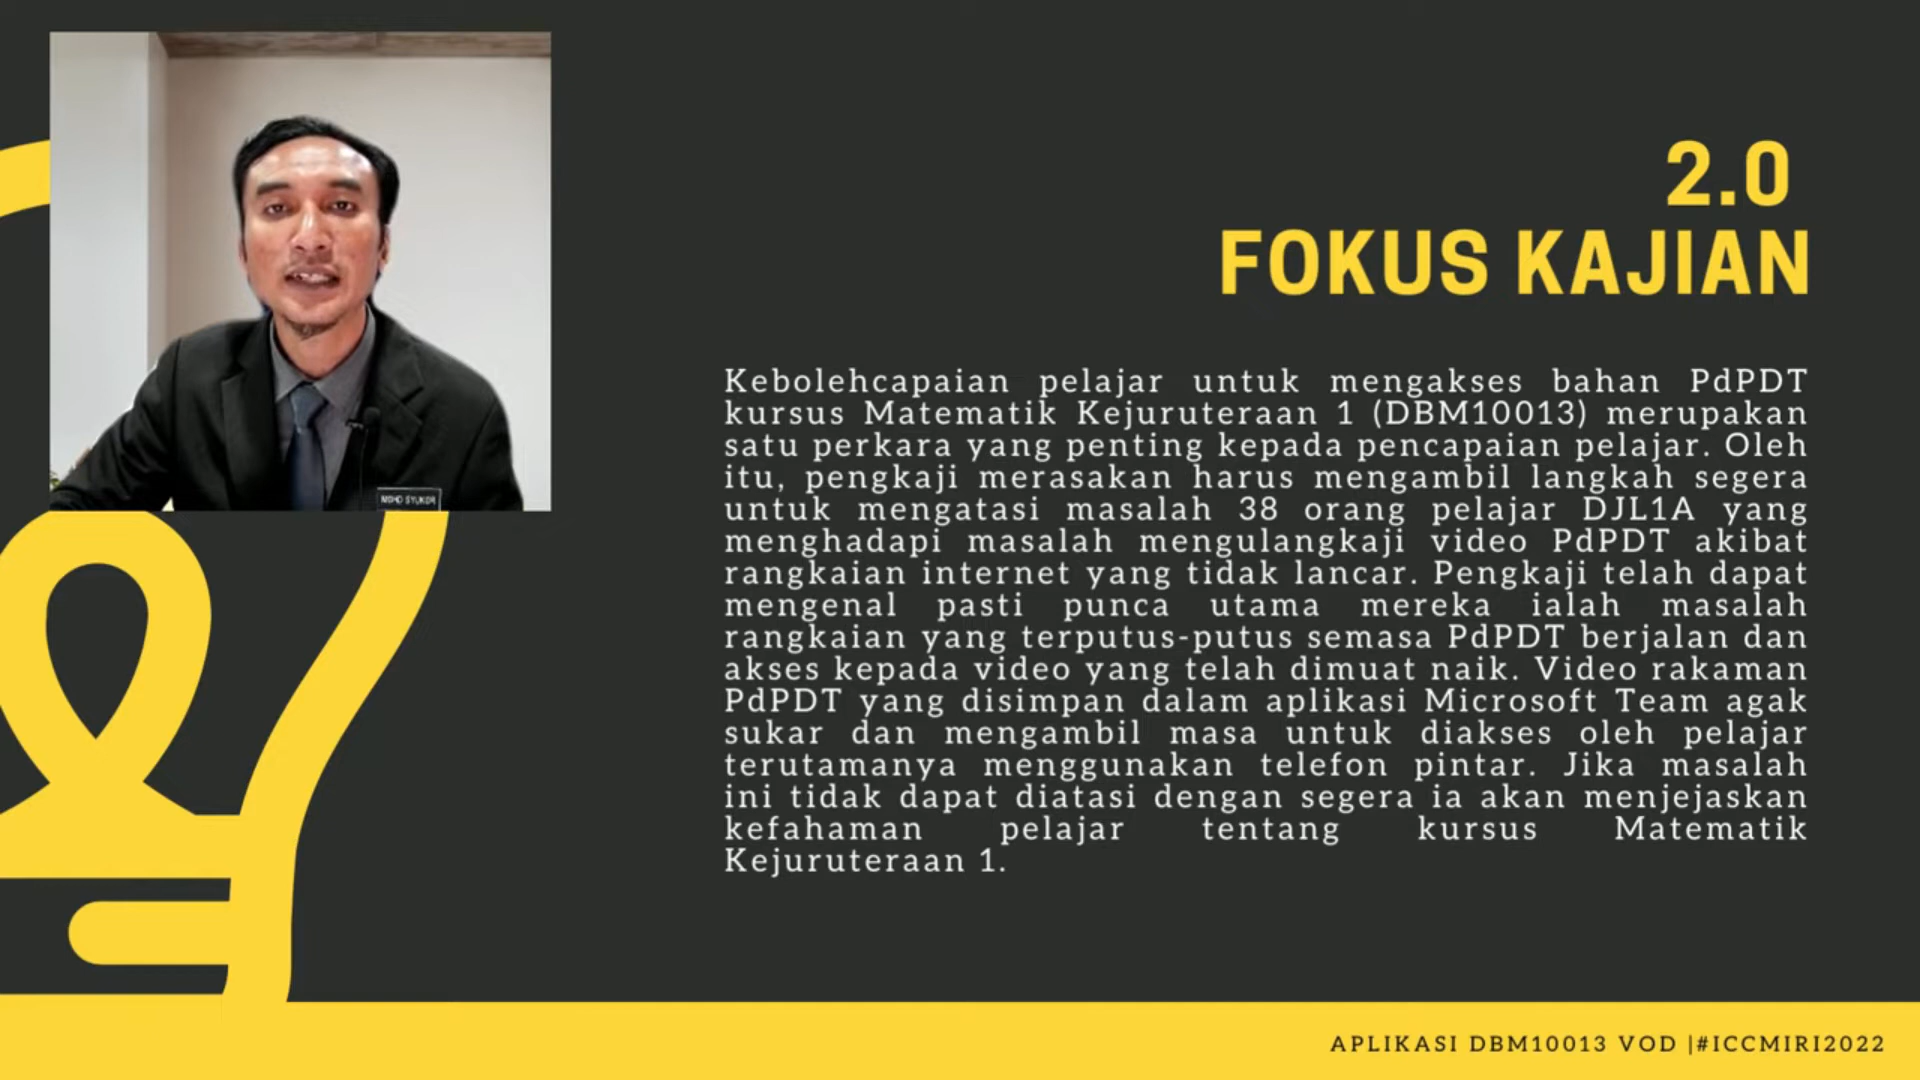 MOHD SYUKOR
2.0
FOKUS KAJIAN
Kebolehcapaian pelajar untuk mengakses bahan PdPDT
kursus Matematik Kejuruteraan 1 (DBM10013) merupakan
satu perkara yang penting kepada pencapaian pelajar. Oleh
itu, pengkaji merasakan harus mengambil langkah segera
untuk mengatasi masalah 38 orang pelajar DJL1A yang
menghadapi masalah mengulangkaji video PdPDT akibat
rangkaian internet yang tidak lancar. Pengkaji telah dapat
mengenal pasti punca utama mereka ialah masalah
rangkaian yang terputus-putus semasa PdPDT berjalan dan
akses kepada video yang telah dimuat naik. Video rakaman
PdPDT yang disimpan dalam aplikasi Microsoft Team agak
sukar dan mengambil masa untuk diakses oleh pelajar
terutamanya menggunakan telefon pintar. Jika masalah
ini tidak dapat diatasi dengan segera ia akan menjejaskan
kefahaman pelajar tentang kursus Matematik
Kejuruteraan 1.
APLIKASI DBM10013 VOD |#ICCMIRI2022